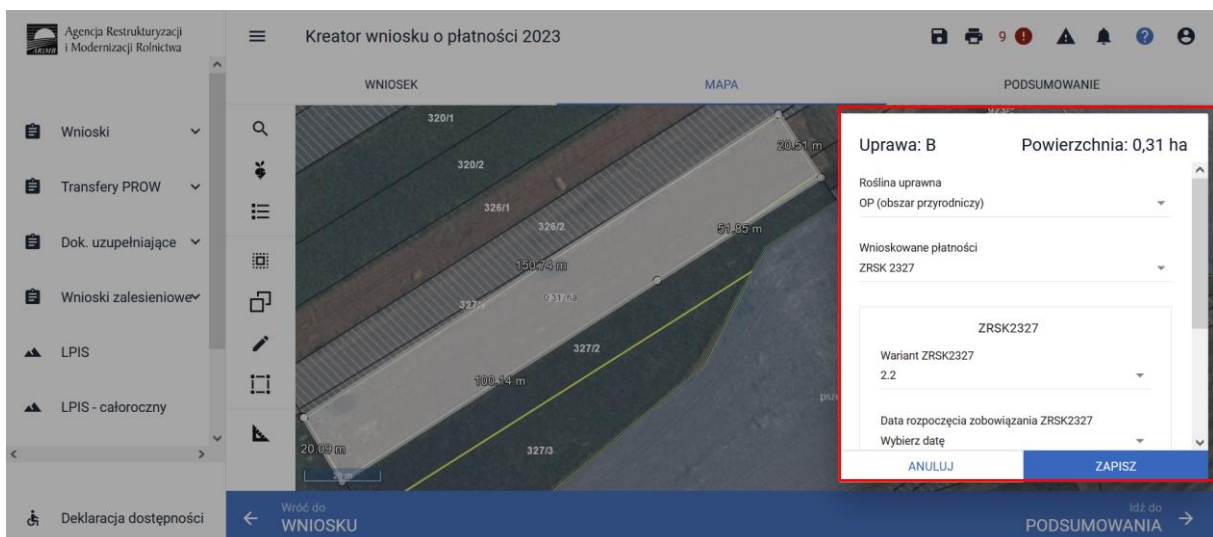 Agencja Restrukturyzacji
i Modernizacji Rolnictwa
ARiMR
Kreator wniosku o płatności 2023
9
WNIOSEK
MAPA
PODSUMOWANIE
Wnioski
Transfery PROW
Dok. uzupełniające
Wnioski zalesieniowe
LPIS
LPIS - całoroczny
Deklaracja dostępności
320/1
320/2
326/1
326/2
20.51 m
51.85 m
150.74 m
0.31 ha
327/2
100.14 m
20.09 m
327/3
20 m
Uprawa: B
Powierzchnia: 0,31 ha
Roślina uprawna
OP (obszar przyrodniczy)
Wnioskowane płatności
ZRSK 2327
ZRSK2327
Wariant ZRSK2327
2.2
Data rozpoczęcia zobowiązania ZRSK2327
Wybierz datę
ANULUJ
ZAPISZ
Wróć do
WNIOSKU
Idź do
PODSUMOWANIA